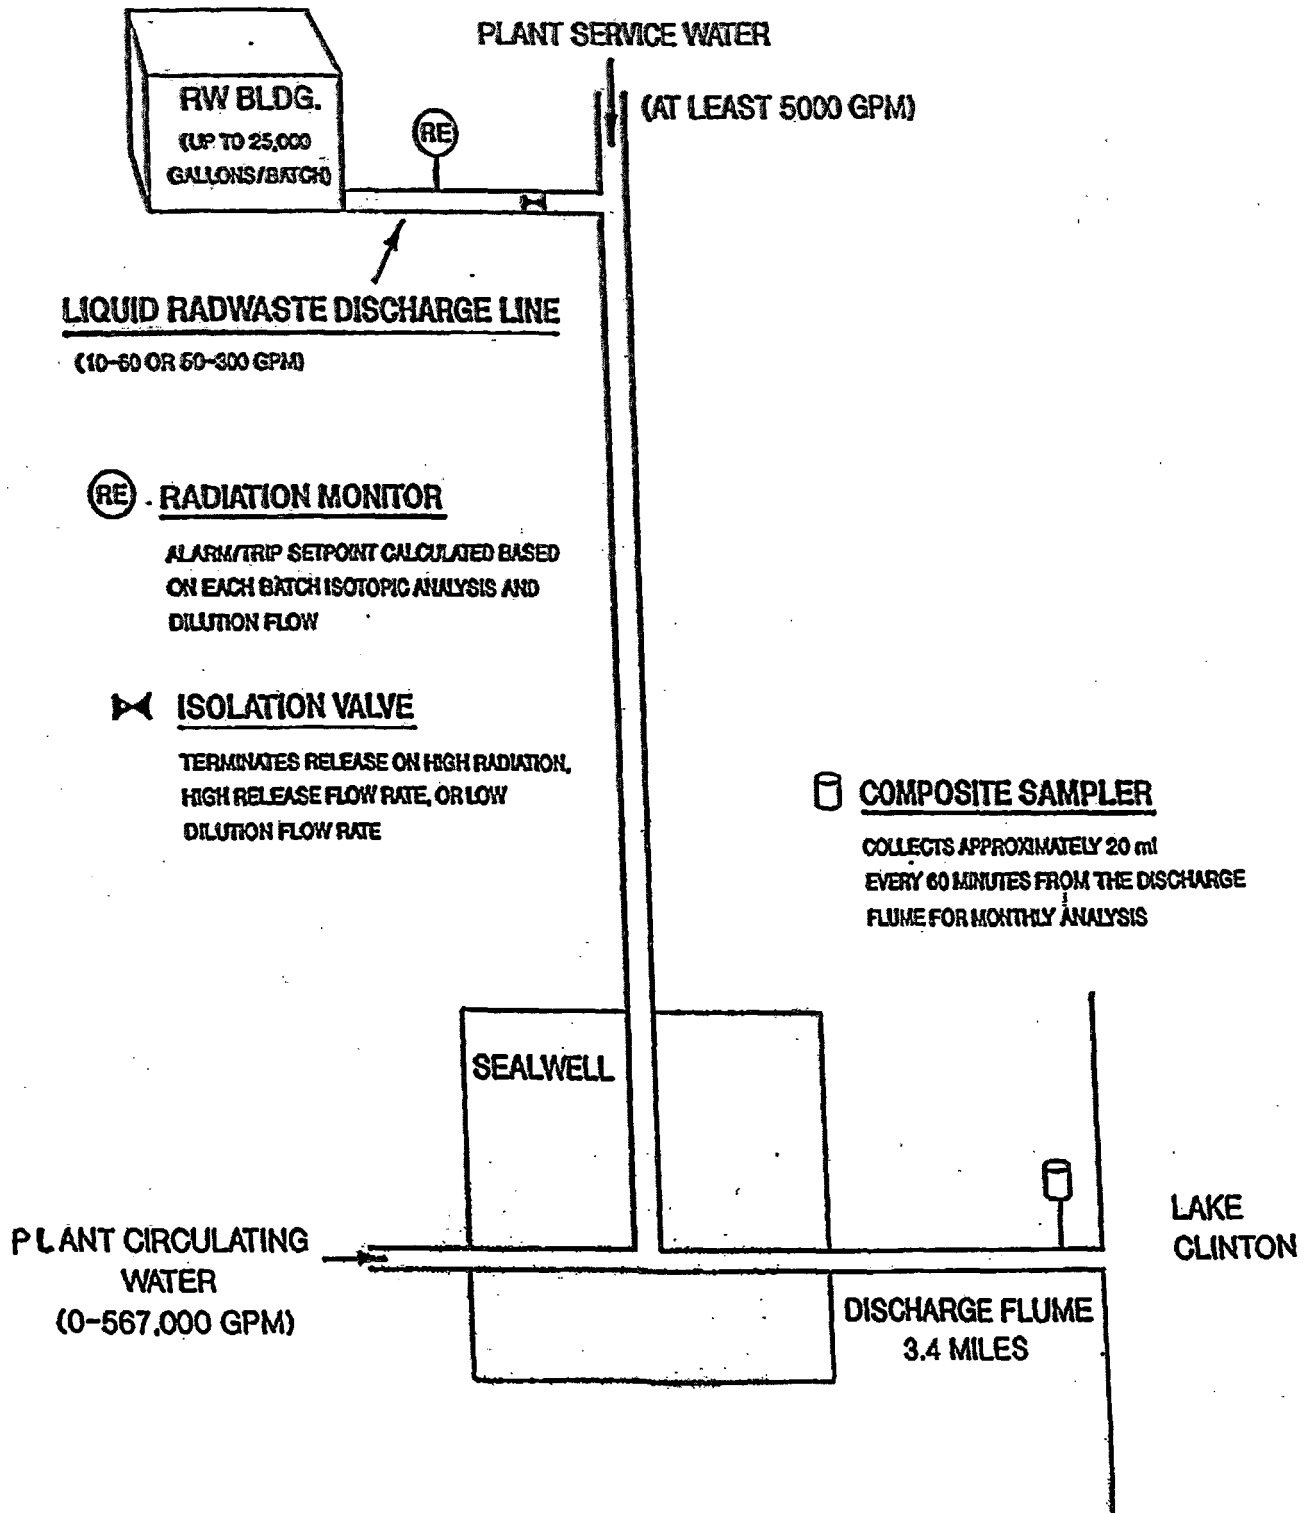 PLANT SERVICE WATER
(AT LEAST 5000 GPM)
RW BLDG.
(UP TO 25,000
GALLONS/BATCH)
RE
LIQUID RADWASTE DISCHARGE LINE
(10-60 OR 50-300 GPM)
RE
RADIATION MONITOR
ALARM/TRIP SETPOINT CALCULATED BASED
ON EACH BATCH ISOTOPIC ANALYSIS AND
DILUTION FLOW
ISOLATION VALVE
TERMINATES RELEASE ON HIGH RADIATION,
HIGH RELEASE FLOW RATE, OR LOW
DILUTION FLOW RATE
COMPOSITE SAMPLER
COLLECTS APPROXIMATELY 20 ml
EVERY 60 MINUTES FROM THE DISCHARGE
FLUME FOR MONTHLY ANALYSIS
SEALWELL
PLANT CIRCULATING
WATER
(0-567,000 GPM)
LAKE
CLINTON
DISCHARGE FLUME
3.4 MILES